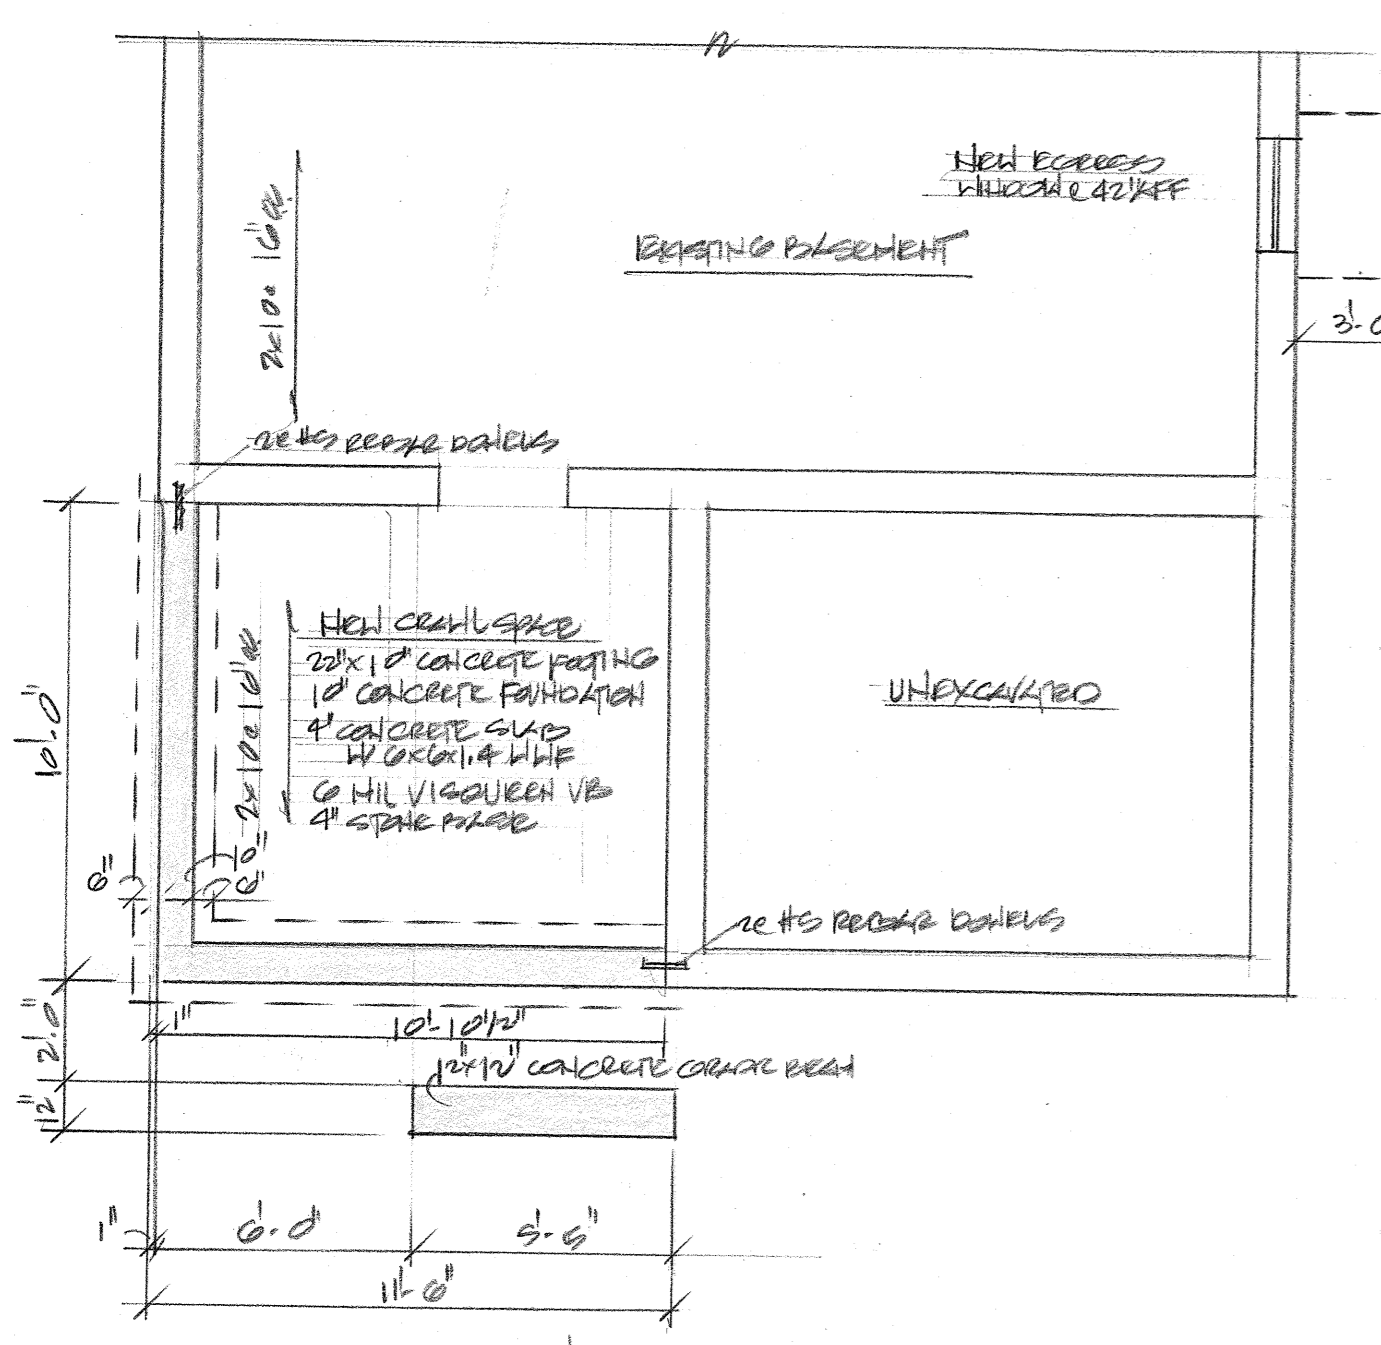 NEW EGRESS
WINDOW @ 42" AFF
EXISTING BASEMENT
2x10@16"oc
3'-0
2@ #5 REBAR DOWELS
NEW CRAWL SPACE
22"x10" CONCRETE FOOTING
10" CONCRETE FOUNDATION
4" CONCRETE SLAB
W/ 6x6x1.4 WWF
6 MIL VISQUEEN VB
4" STONE BASE
2x10@16"oc
UNEXCAVATED
10'-0"
6"
10"
6"
2@ #5 REBAR DOWELS
1"
10'-10 1/2"
2'-0"
12"x12" CONCRETE GRADE BEAM
12"
1"
6'-0"
5'-5"
11'-6"